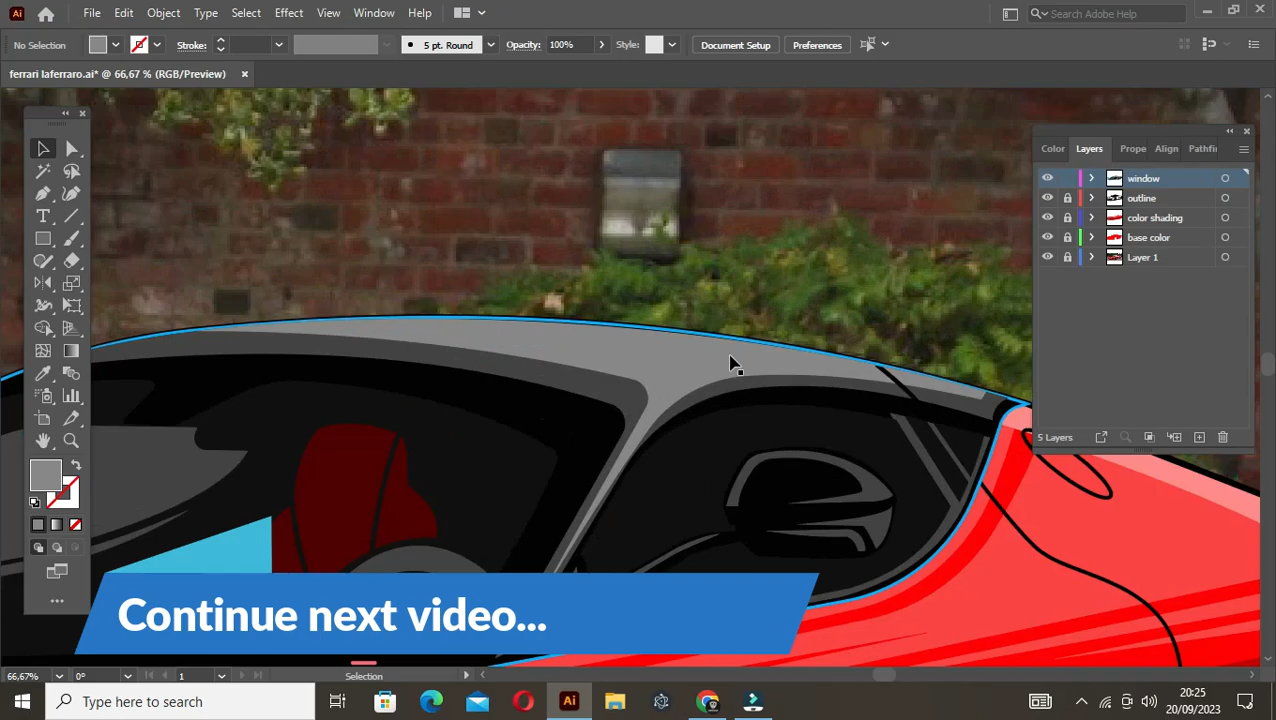 Ai File Edit Object Type Select Effect View Window Help Search Adobe Help
No Selection Stroke: 5 pt. Round Opacity: 100% Style: Document Setup Preferences
ferrari laferraro.ai* @ 66,67 % (RGB/Preview)
Color Layers Prope Align Pathfi
window
outline
color shading
base color
Layer 1
5 Layers
Continue next video...
66,67% 0° 1 Selection
Type here to search
Ai
20:25
20/09/2023